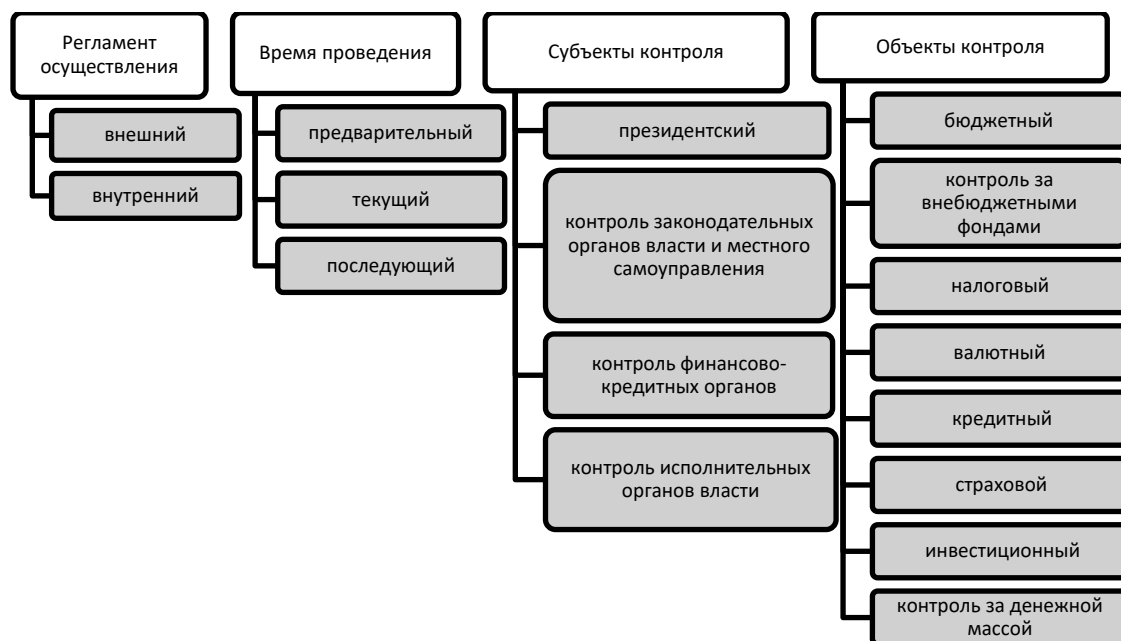 Регламент
осуществления
внешний
внутренний
Время проведения
предварительный
текущий
последующий
Субъекты контроля
президентский
контроль законодательных
органов власти и местного
самоуправления
контроль финансово-
кредитных органов
контроль исполнительных
органов власти
Объекты контроля
бюджетный
контроль за
внебюджетными
фондами
налоговый
валютный
кредитный
страховой
инвестиционный
контроль за денежной
массой